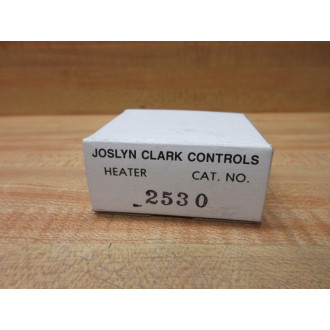 JOSLYN CLARK CONTROLS
HEATER CAT. NO.
2530